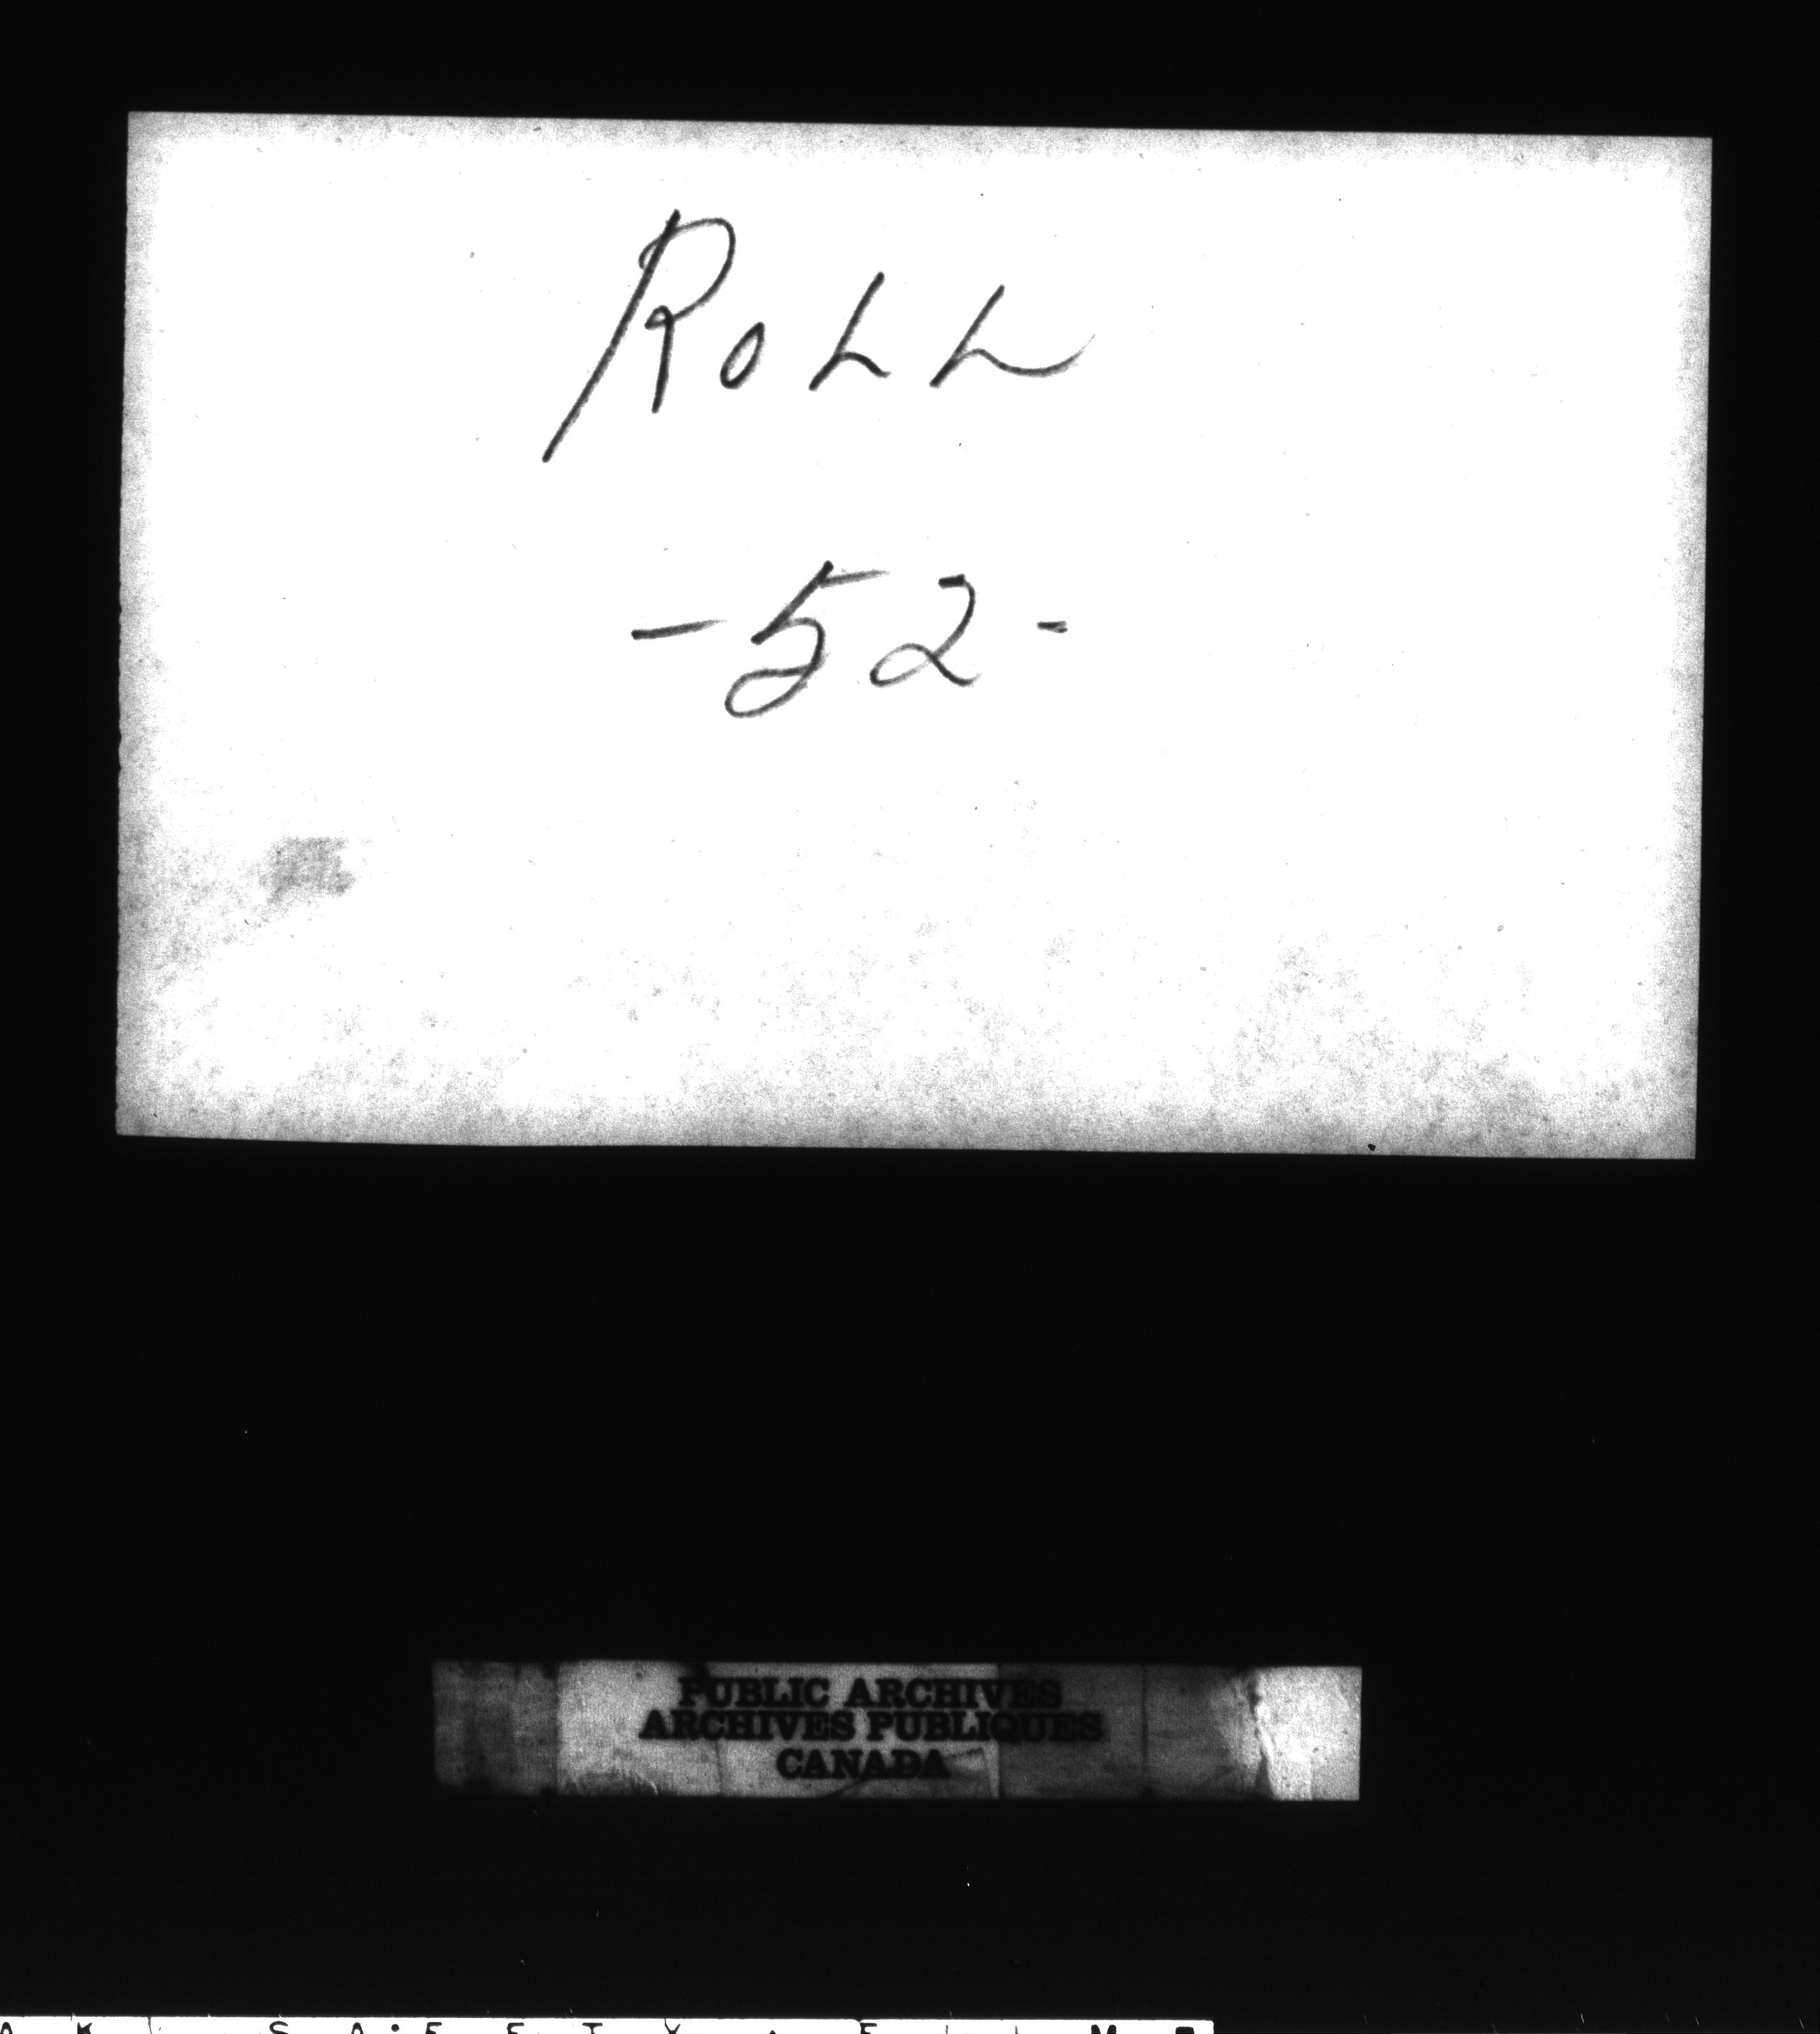 RoLL
-52-
PUBLIC ARCHIVES
ARCHIVES PUBLIQUES
CANADA